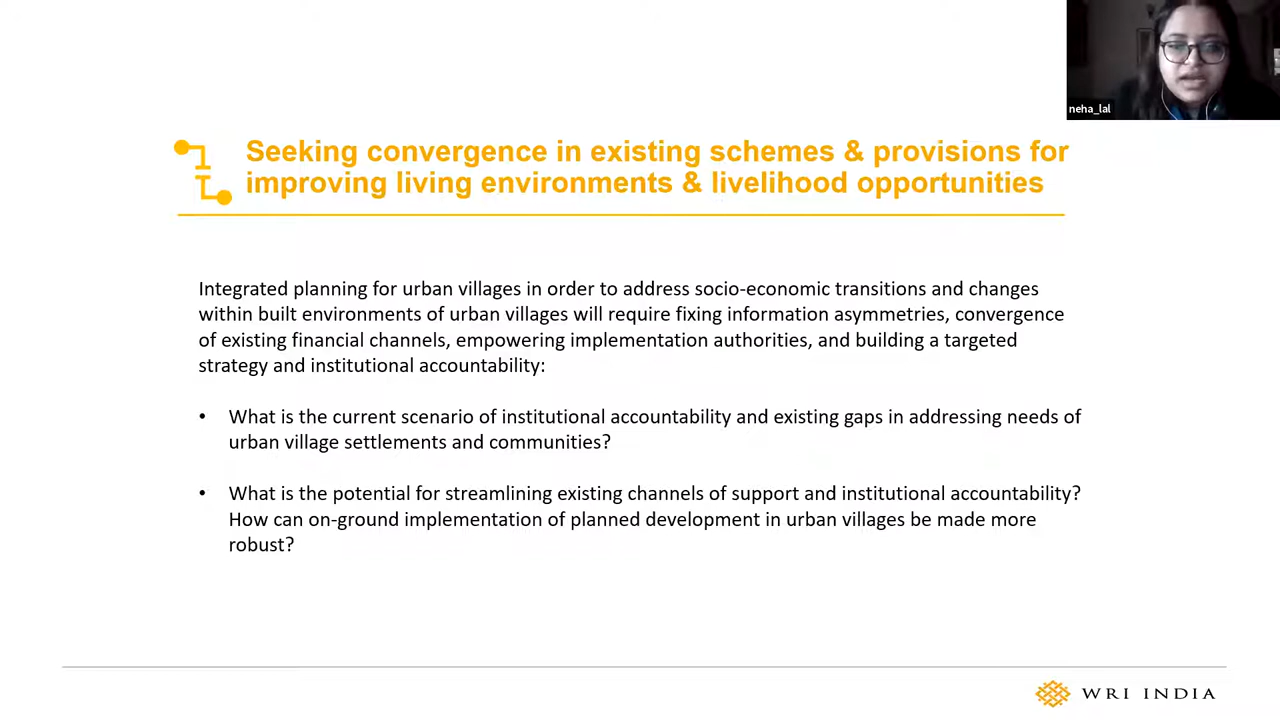 neha_lal
Seeking convergence in existing schemes & provisions for
improving living environments & livelihood opportunities
Integrated planning for urban villages in order to address socio-economic transitions and changes
within built environments of urban villages will require fixing information asymmetries, convergence
of existing financial channels, empowering implementation authorities, and building a targeted
strategy and institutional accountability:
• What is the current scenario of institutional accountability and existing gaps in addressing needs of
urban village settlements and communities?
• What is the potential for streamlining existing channels of support and institutional accountability?
How can on-ground implementation of planned development in urban villages be made more
robust?
WRI INDIA